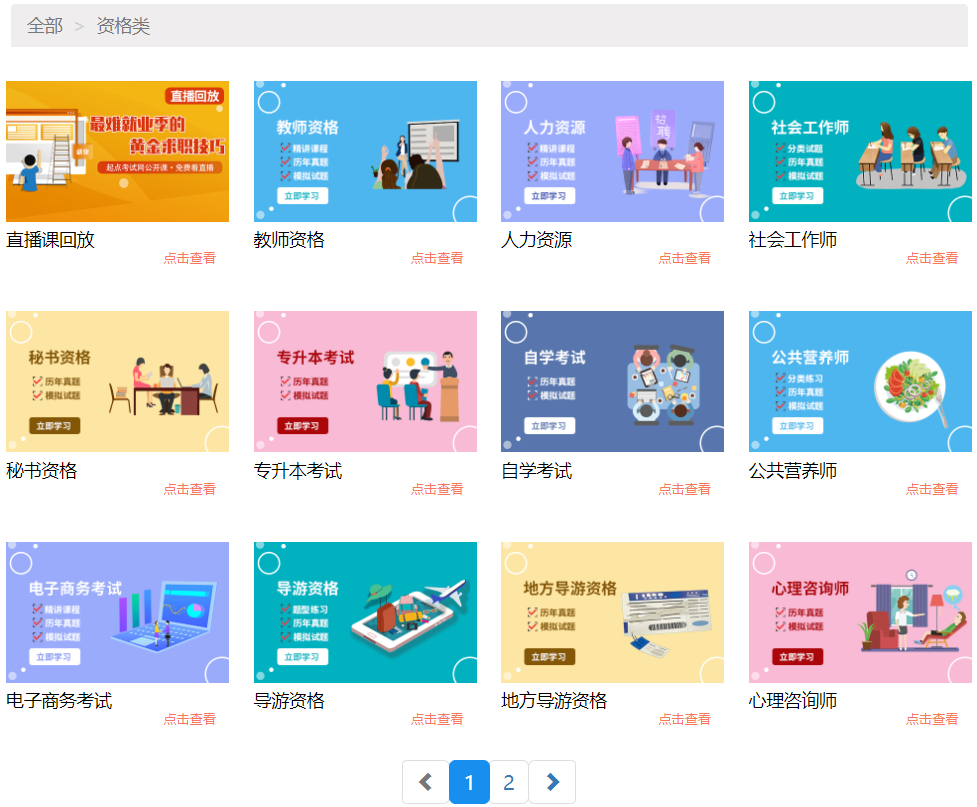 全部 > 资格类
直播回放
最难就业季的
黄金求职技巧
起点考试网公开课·免费看直播
直播课回放
点击查看
教师资格
精讲课程
历年真题
模拟试题
立即学习
教师资格
点击查看
人力资源
精讲课程
历年真题
模拟试题
立即学习
招聘
人力资源
点击查看
社会工作师
分类试题
历年真题
模拟试题
立即学习
社会工作师
点击查看
秘书资格
历年真题
模拟试题
立即学习
秘书资格
点击查看
专升本考试
历年真题
模拟试题
立即学习
专升本考试
点击查看
自学考试
历年真题
模拟试题
立即学习
自学考试
点击查看
公共营养师
分类练习
历年真题
模拟试题
立即学习
公共营养师
点击查看
电子商务考试
精讲课程
历年真题
模拟试题
立即学习
电子商务考试
点击查看
导游资格
题型练习
历年真题
模拟试题
立即学习
导游资格
点击查看
地方导游资格
历年真题
模拟试题
立即学习
地方导游资格
点击查看
心理咨询师
历年真题
模拟试题
立即学习
心理咨询师
点击查看
1 2